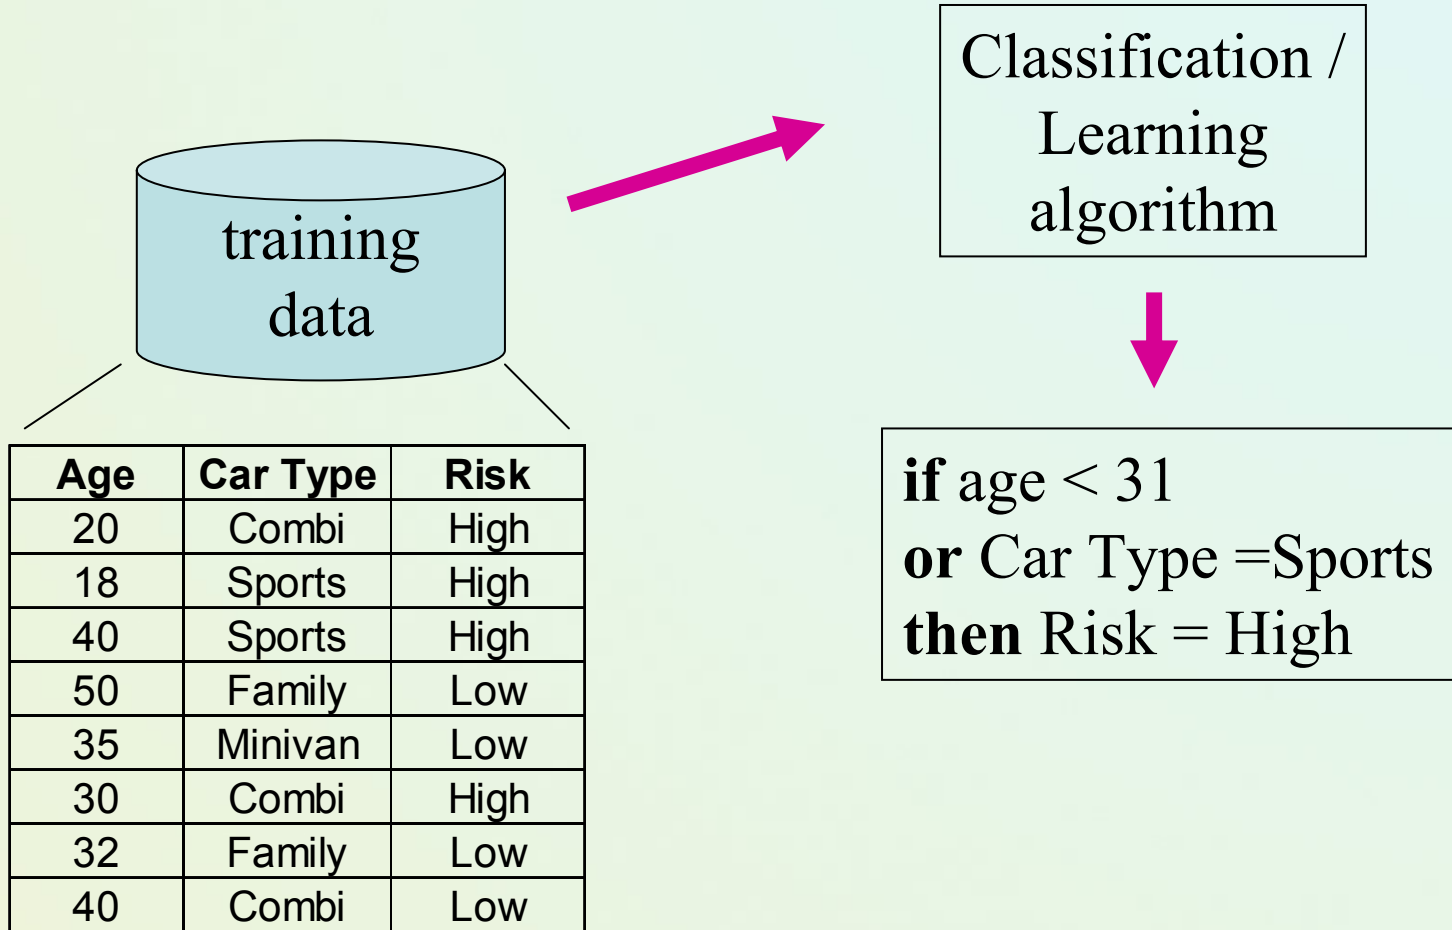 training
data
Classification /
Learning
algorithm
Age Car Type Risk
20 Combi High
18 Sports High
40 Sports High
50 Family Low
35 Minivan Low
30 Combi High
32 Family Low
40 Combi Low
if age < 31
or Car Type =Sports
then Risk = High